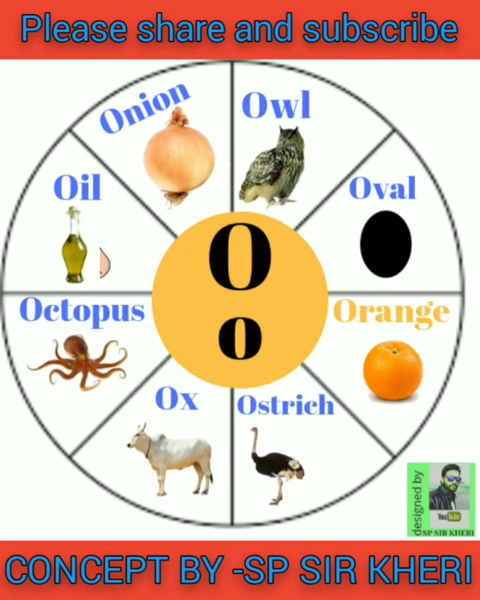 Please share and subscribe
Onion
Owl
Oil
Oval
O
Octopus
Orange
o
Ox
Ostrich
designed by
YouTube
SP SIR KHERI
CONCEPT BY -SP SIR KHERI